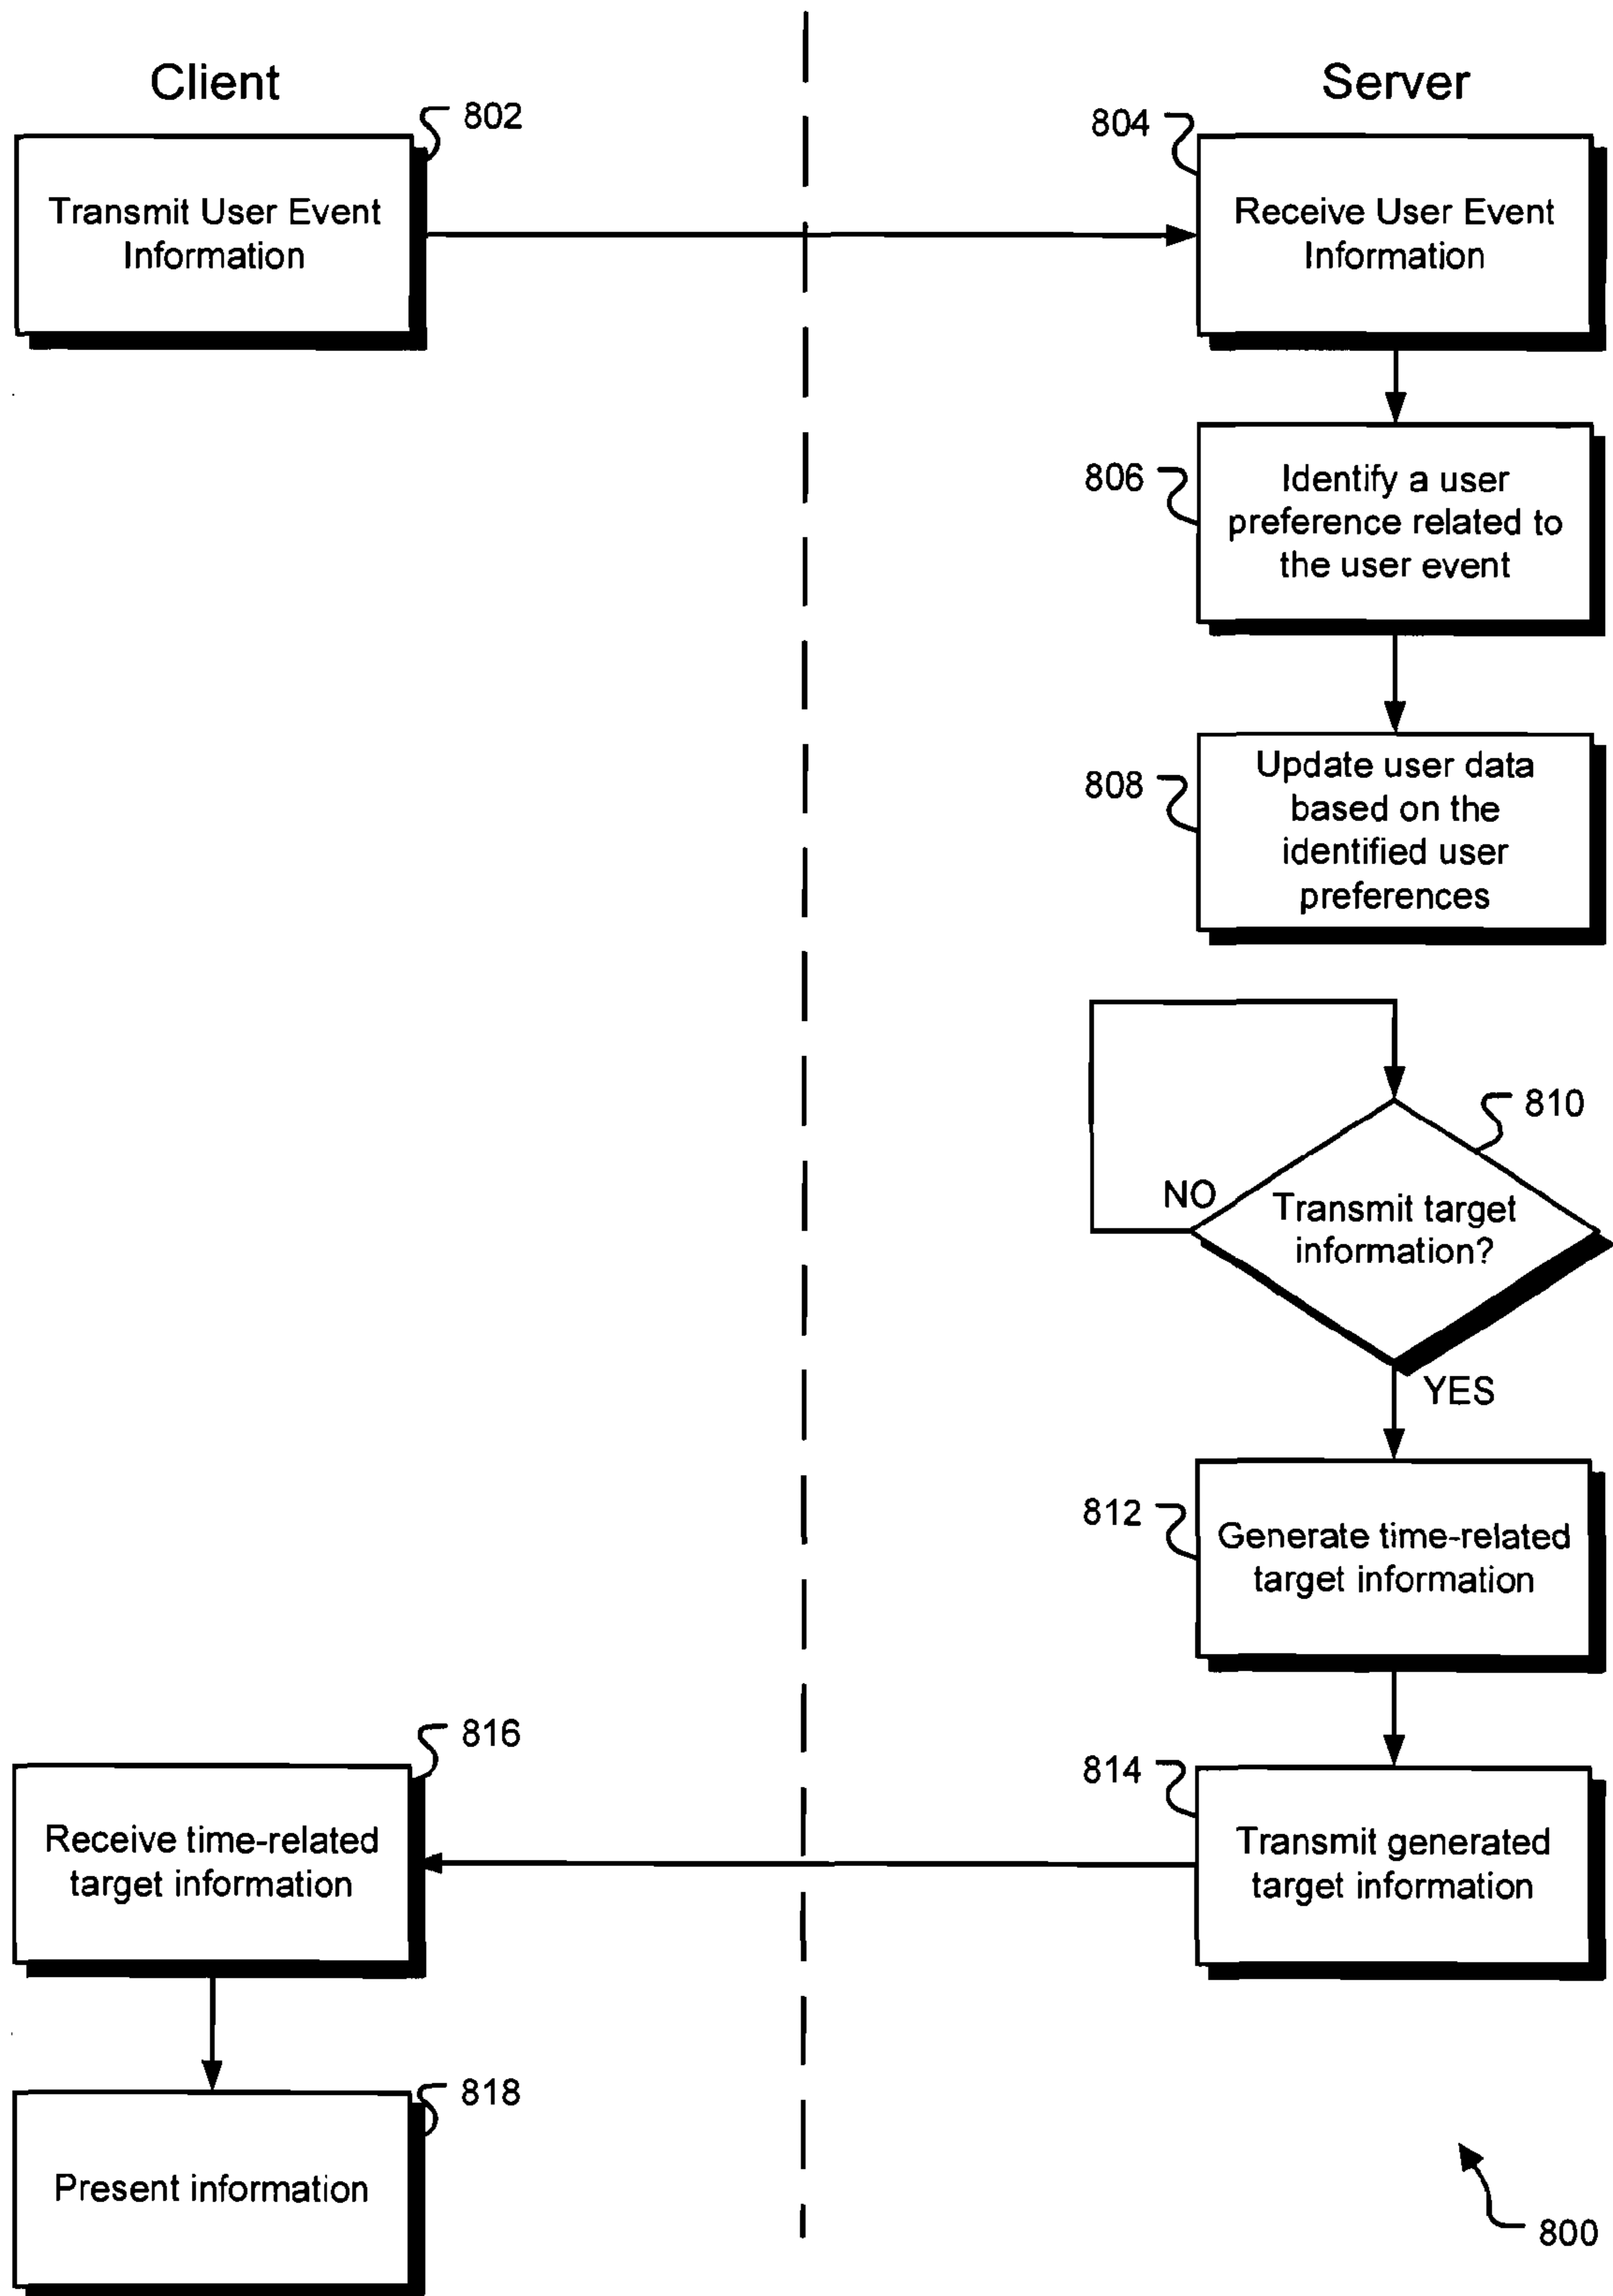 Client
Server
802
804
Transmit User Event
Information
Receive User Event
Information
806
Identify a user
preference related to
the user event
808
Update user data
based on the
identified user
preferences
810
NO
Transmit target
information?
YES
812
Generate time-related
target information
816
814
Receive time-related
target information
Transmit generated
target information
818
Present information
800